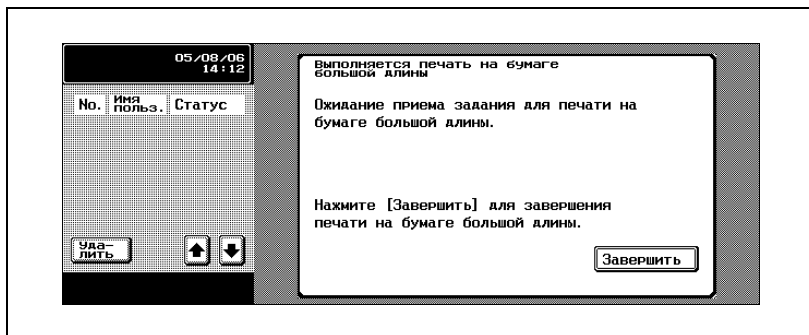 05/08/06
14:12
No. Имя польз. Статус
Уда-
лить
Выполняется печать на бумаге
большой длины
Ожидание приема задания для печати на
бумаге большой длины.
Нажмите [Завершить] для завершения
печати на бумаге большой длины.
Завершить